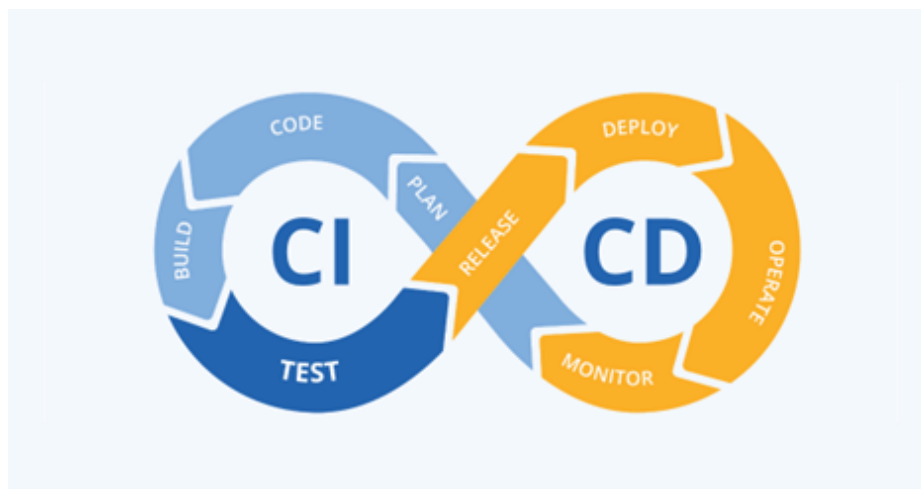 CODE
DEPLOY
PLAN
BUILD
CI
RELEASE
CD
OPERATE
TEST
MONITOR